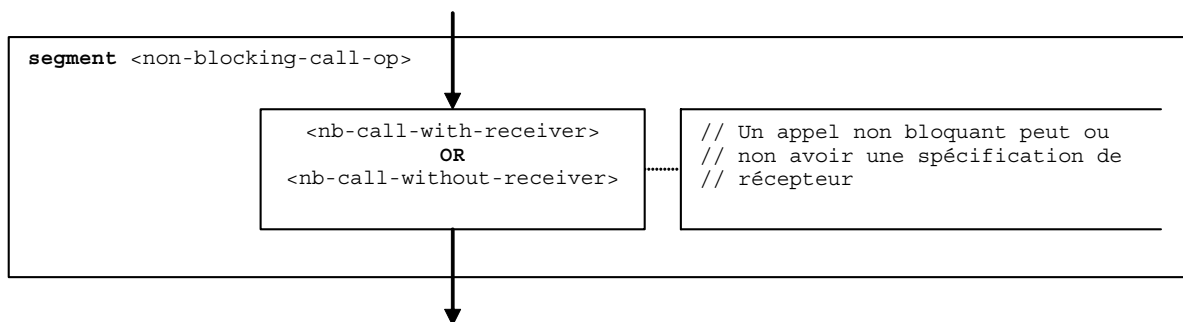 segment <non-blocking-call-op>
<nb-call-with-receiver>
OR
<nb-call-without-receiver>
// Un appel non bloquant peut ou
// non avoir une spécification de
// récepteur